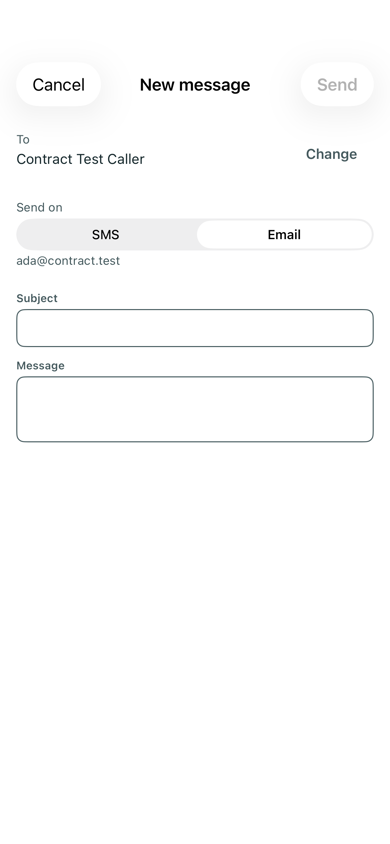 Cancel
New message
Send
To
Contract Test Caller
Change
Send on
SMS
Email
ada@contract.test
Subject
Message